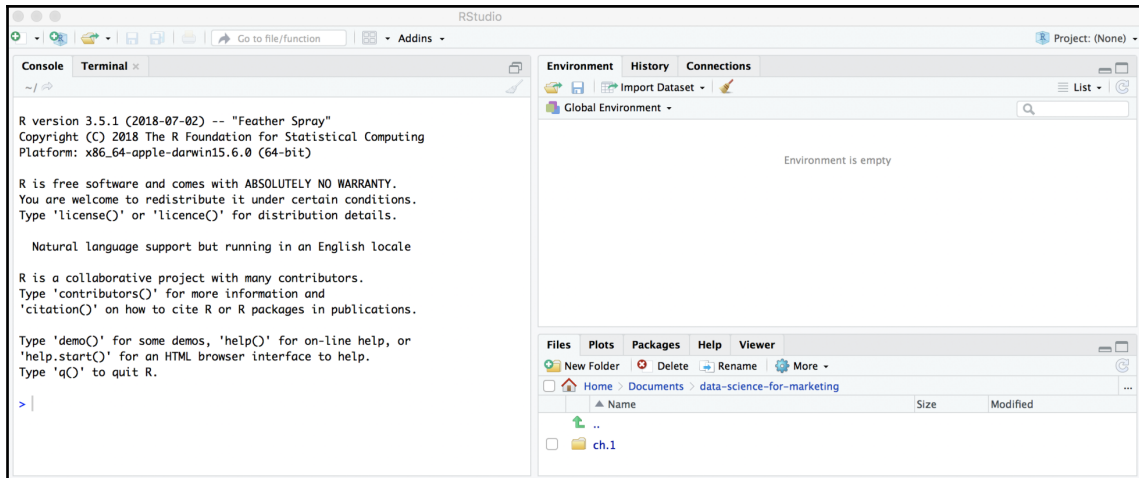 RStudio
Go to file/function
Addins
Project: (None)
Console Terminal
~/
R version 3.5.1 (2018-07-02) -- "Feather Spray"
Copyright (C) 2018 The R Foundation for Statistical Computing
Platform: x86_64-apple-darwin15.6.0 (64-bit)
R is free software and comes with ABSOLUTELY NO WARRANTY.
You are welcome to redistribute it under certain conditions.
Type 'license()' or 'licence()' for distribution details.
Natural language support but running in an English locale
R is a collaborative project with many contributors.
Type 'contributors()' for more information and
'citation()' on how to cite R or R packages in publications.
Type 'demo()' for some demos, 'help()' for on-line help, or
'help.start()' for an HTML browser interface to help.
Type 'q()' to quit R.
>
Environment History Connections
Import Dataset List
Global Environment
Environment is empty
Files Plots Packages Help Viewer
New Folder Delete Rename More
Home > Documents > data-science-for-marketing ...
Name Size Modified
..
ch.1